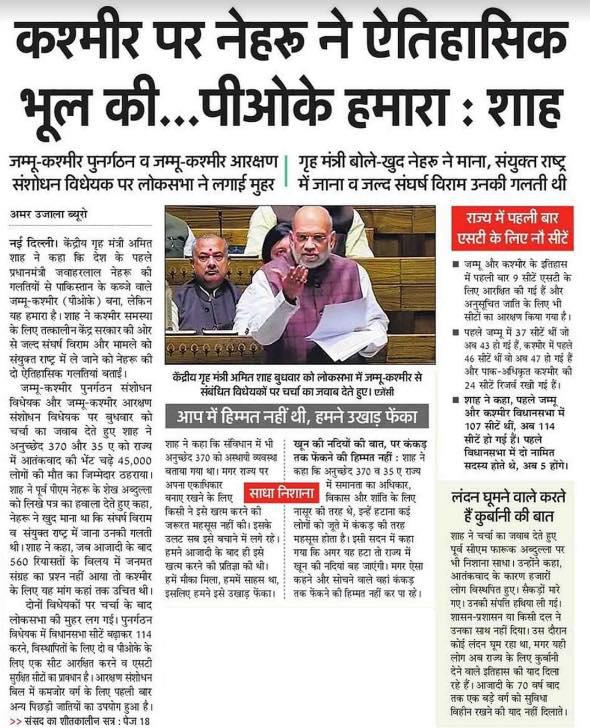 कश्मीर पर नेहरू ने ऐतिहासिक
भूल की...पीओके हमारा : शाह
जम्मू-कश्मीर पुनर्गठन व जम्मू-कश्मीर आरक्षण
संशोधन विधेयक पर लोकसभा ने लगाई मुहर
गृह मंत्री बोले-खुद नेहरू ने माना, संयुक्त राष्ट्र
में जाना व जल्द संघर्ष विराम उनकी गलती थी
अमर उजाला ब्यूरो
नई दिल्ली। केंद्रीय गृह मंत्री अमित
शाह ने कहा कि देश के पहले
प्रधानमंत्री जवाहरलाल नेहरू की
गलतियों से पाकिस्तान के कब्जे वाले
जम्मू-कश्मीर (पीओके) बना, लेकिन
यह हमारा है। शाह ने कश्मीर समस्या
के लिए तत्कालीन केंद्र सरकार की ओर
से जल्द संघर्ष विराम और मामले को
संयुक्त राष्ट्र में ले जाने को नेहरू की
दो ऐतिहासिक गलतियां बताईं।
जम्मू-कश्मीर पुनर्गठन संशोधन
विधेयक और जम्मू-कश्मीर आरक्षण
संशोधन विधेयक पर बुधवार को
चर्चा का जवाब देते हुए शाह ने
अनुच्छेद 370 और 35 ए को राज्य
में आतंकवाद की भेंट चढ़े 45,000
लोगों की मौत का जिम्मेदार ठहराया।
शाह ने पूर्व पीएम नेहरू के शेख अब्दुल्ला
को लिखे पत्र का हवाला देते हुए कहा,
नेहरू ने खुद माना था कि संघर्ष विराम
व संयुक्त राष्ट्र में जाना उनकी गलती
थी। शाह ने कहा, जब आजादी के बाद
560 रियासतों के विलय में जनमत
संग्रह का प्रश्न नहीं आया तो कश्मीर
के लिए यह मांग कहां तक उचित थी।
दोनों विधेयकों पर चर्चा के बाद
लोकसभा की मुहर लग गई। पुनर्गठन
विधेयक में विधानसभा सीटें बढ़ाकर 114
करने, विस्थापितों के लिए दो व पीओके के
लिए एक सीट आरक्षित करने व एसटी
सुरक्षित सीटों का प्रावधान है। आरक्षण संशोधन
बिल में कमजोर वर्ग के लिए पहली बार
अन्य पिछड़ी जातियों का उपयोग हुआ है।
>> संसद का शीतकालीन सत्र : पेज 18
केंद्रीय गृह मंत्री अमित शाह बुधवार को लोकसभा में जम्मू-कश्मीर से
संबंधित विधेयकों पर चर्चा का जवाब देते हुए। एजेंसी
आप में हिम्मत नहीं थी, हमने उखाड़ फेंका
शाह ने कहा कि संविधान में भी
अनुच्छेद 370 को अस्थायी व्यवस्था
बताया गया था। मगर राज्य पर
अपना एकाधिकार
बनाए रखने के लिए
किसी ने इसे खत्म करने की
जरूरत महसूस नहीं की। इसके
उलट सब इसे बचाने में लगे रहे।
हमने आजादी के बाद ही इसे
खत्म करने की प्रतिज्ञा की थी।
हमें मौका मिला, हममें साहस था,
इसलिए हमने इसे उखाड़ फेंका।
साधा निशाना
खून की नदियों की बात, पर कंकड़
तक फेंकने की हिम्मत नहीं : शाह ने
कहा कि अनुच्छेद 370 व 35 ए राज्य
में समानता का अधिकार,
विकास और शांति के लिए
नासूर की तरह थे, इन्हें हटाना कई
लोगों को जूते में कंकड़ की तरह
महसूस होता है। इसी सदन में कहा
गया कि अगर यह हटा तो राज्य में
खून की नदियां बह जाएंगी। मगर ऐसा
कहने और सोचने वाले वहां कंकड़
तक फेंकने की हिम्मत नहीं कर पा रहे।
राज्य में पहली बार
एसटी के लिए नौ सीटें
जम्मू और कश्मीर के इतिहास
में पहली बार 9 सीटें एसटी के
लिए आरक्षित की गई हैं और
अनुसूचित जाति के लिए भी
सीटों का आरक्षण किया गया है।
पहले जम्मू में 37 सीटें थीं जो
अब 43 हो गई हैं, कश्मीर में पहले
46 सीटें थीं वो अब 47 हो गई हैं
और पाक-अधिकृत कश्मीर की
24 सीटें रिजर्व रखी गई हैं।
शाह ने कहा, पहले जम्मू
और कश्मीर विधानसभा में
107 सीटें थीं, अब 114
सीटें हो गई हैं। पहले
विधानसभा में दो नामित
सदस्य होते थे, अब 5 होंगे।
लंदन घूमने वाले करते
हैं कुर्बानी की बात
शाह ने चर्चा का जवाब देते हुए
पूर्व सीएम फारूक अब्दुल्ला पर
भी निशाना साधा। उन्होंने कहा,
आतंकवाद के कारण हजारों
लोग विस्थापित हुए। सैकड़ों मारे
गए। उनकी संपत्ति हथिया ली गई।
शासन-प्रशासन या किसी दल ने
उनका साथ नहीं दिया। उस दौरान
कोई लंदन घूम रहा था, मगर यही
लोग अब राज्य के लिए कुर्बानी
देने वाले इतिहास की याद दिला
रहे हैं। आजादी के 70 वर्ष बाद
तक एक बड़े वर्ग को सुविधा
विहीन रखने की याद नहीं दिलाते।